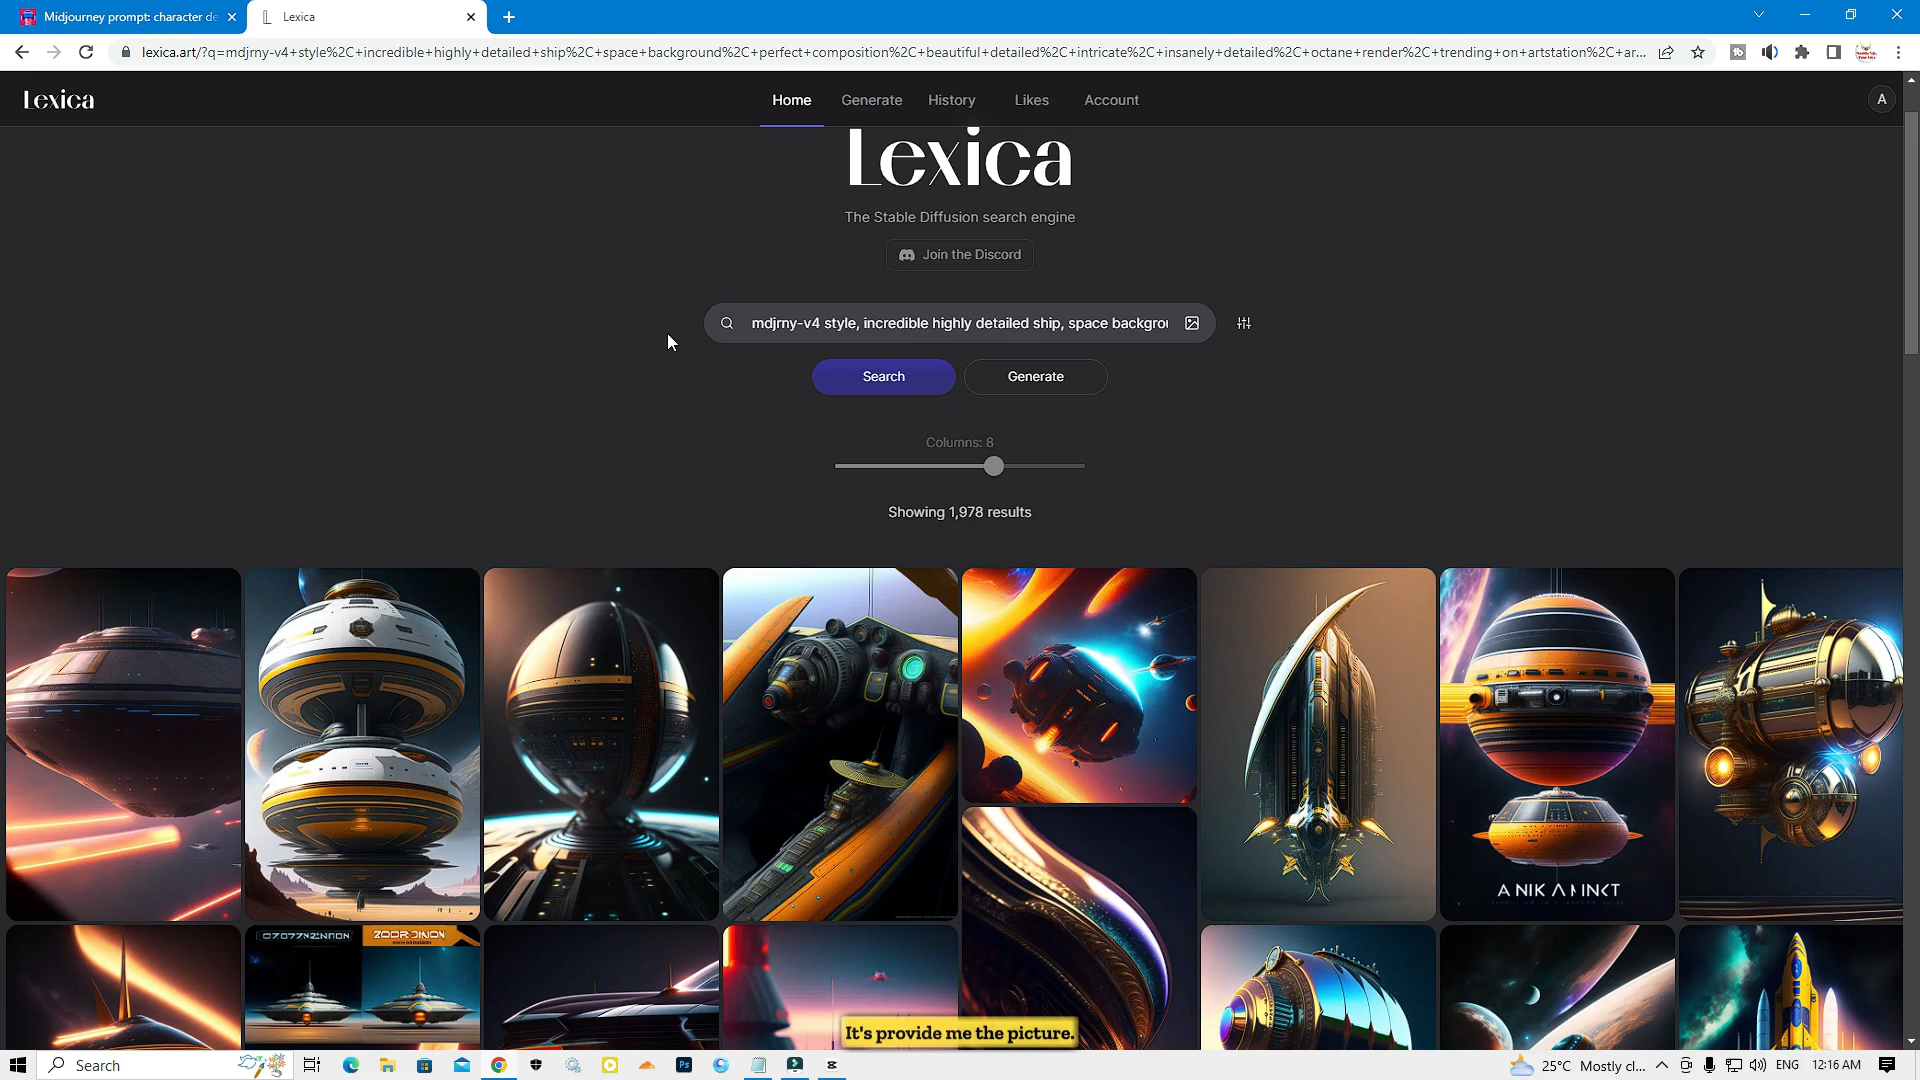 Midjourney prompt: character de
Lexica
lexica.art/?q=mdjrny-v4+style%2C+incredible+highly+detailed+ship%2C+space+background%2C+perfect+composition%2C+beautiful+detailed%2C+intricate%2C+insanely+detailed%2C+octane+render%2C+trending+on+artstation%2C+ar...
Lexica
Home
Generate
History
Likes
Account
A
Lexica
The Stable Diffusion search engine
Join the Discord
mdjrny-v4 style, incredible highly detailed ship, space backgrou
Search
Generate
Columns: 8
Showing 1,978 results
It's provide me the picture.
Search
Ps
25°C Mostly cl...
ENG
12:16 AM